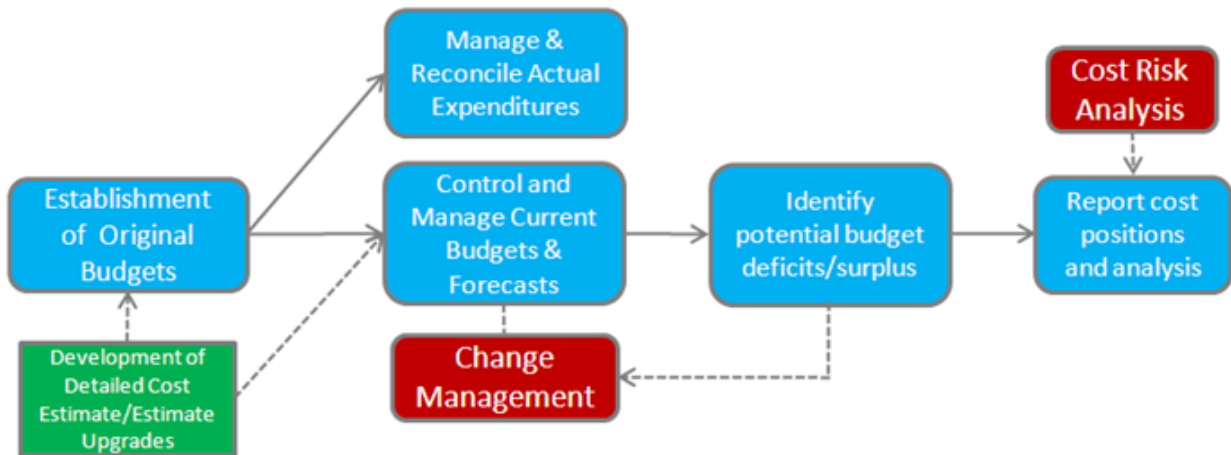 Manage &
Reconcile Actual
Expenditures
Cost Risk
Analysis
Establishment
of Original
Budgets
Control and
Manage Current
Budgets &
Forecasts
Identify
potential budget
deficits/surplus
Report cost
positions
and analysis
Development of
Detailed Cost
Estimate/Estimate
Upgrades
Change
Management